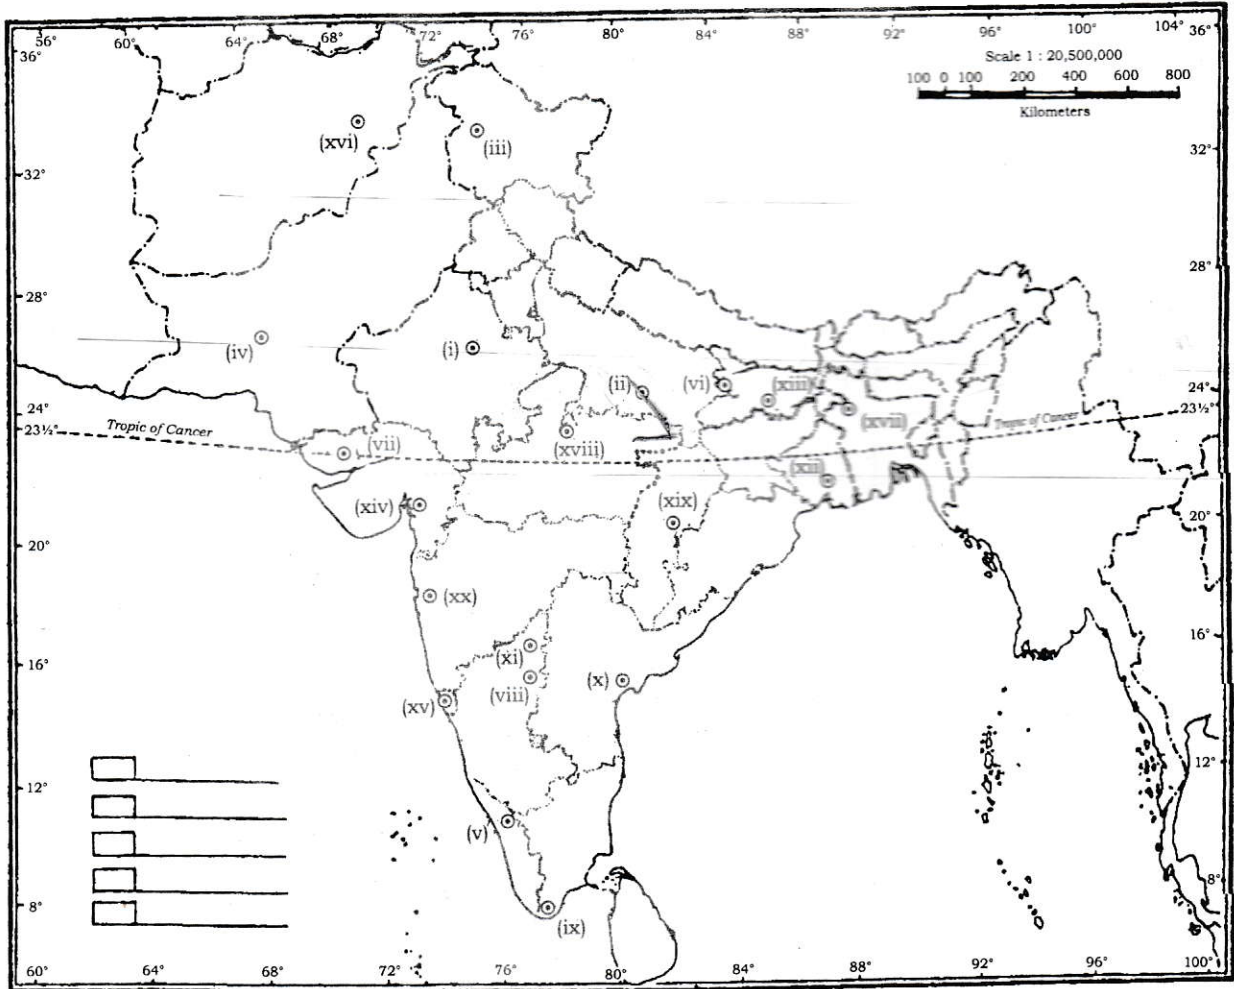 56° 60° 64° 68° 72° 76° 80° 84° 88° 92° 96° 100° 104°
36° 36°
Scale 1 : 20,500,000
100 0 100 200 400 600 800
Kilometers
(xvi) (iii)
32° 32°
28° 28°
(iv) (i) (ii) (vi) (xiii)
24° 24°
23½° Tropic of Cancer (vii) (xviii) (xvii) Tropic of Cancer 23½°
(xii)
(xiv) (xix)
20° 20°
(xx)
16° 16°
(xi)
(viii) (x)
(xv)
12° 12°
(v)
8° 8°
(ix)
60° 64° 68° 72° 76° 80° 84° 88° 92° 96° 100°